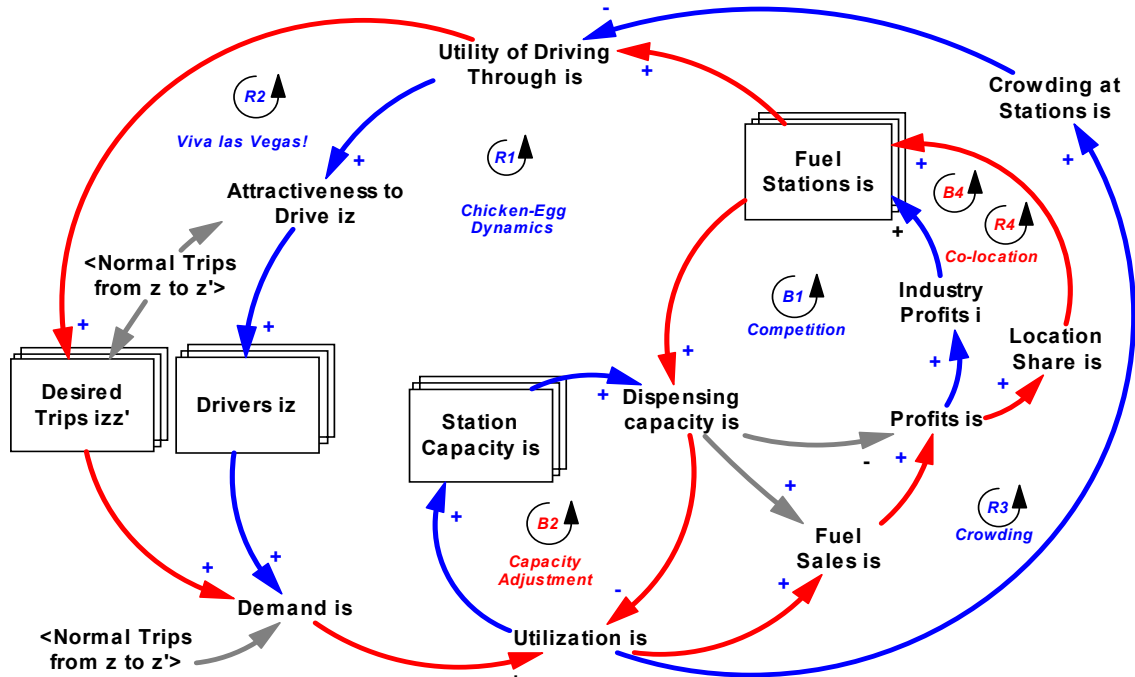 -
Utility of Driving
Through is
+
Crowding at
Stations is
R2
Viva las Vegas!
R1
Chicken-Egg
Dynamics
+
Fuel
Stations is
+
+
+
B4
R4
Co-location
Attractiveness to
Drive iz
<Normal Trips
from z to z'>
B1
Competition
Industry
Profits i
Location
Share is
+
+
+
+
+
Desired
Trips izz'
Drivers iz
Station
Capacity is
+
Dispensing
capacity is
Profits is
+
-
+
+
+
B2
Capacity
Adjustment
R3
Crowding
Fuel
Sales is
+
+
+
-
Demand is
Utilization is
<Normal Trips
from z to z'>